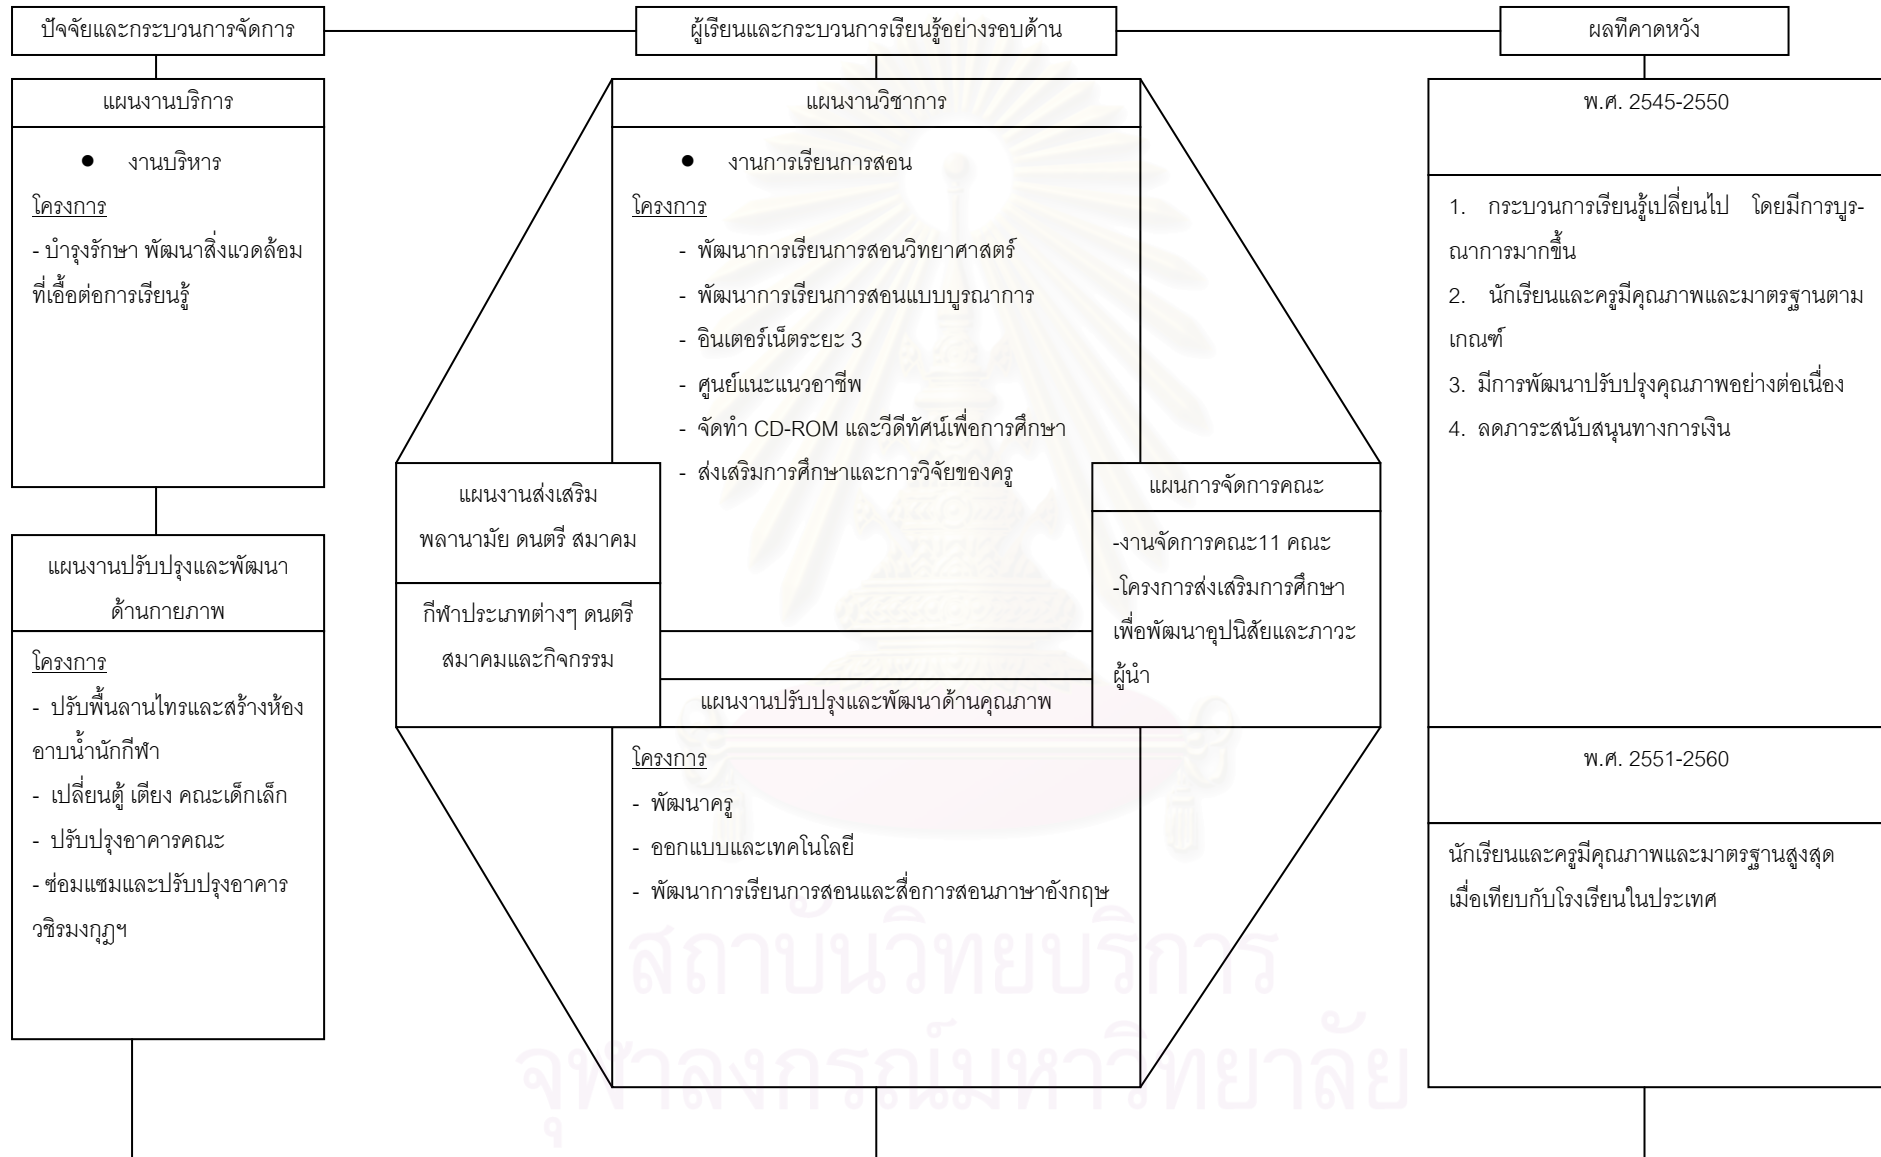 ปัจจัยและกระบวนการจัดการ
ผู้เรียนและกระบวนการเรียนรู้อย่างรอบด้าน
ผลที่คาดหวัง
แผนงานบริการ
● งานบริหาร
โครงการ
- บำรุงรักษา พัฒนาสิ่งแวดล้อม
ที่เอื้อต่อการเรียนรู้
แผนงานปรับปรุงและพัฒนา
ด้านกายภาพ
โครงการ
- ปรับพื้นลานไทรและสร้างห้อง
อาบน้ำนักกีฬา
- เปลี่ยนตู้ เตียง คณะเด็กเล็ก
- ปรับปรุงอาคารคณะ
- ซ่อมแซมและปรับปรุงอาคาร
วชิรมงกุฎฯ
แผนงานวิชาการ
● งานการเรียนการสอน
โครงการ
- พัฒนาการเรียนการสอนวิทยาศาสตร์
- พัฒนาการเรียนการสอนแบบบูรณาการ
- อินเตอร์เน็ตระยะ 3
- ศูนย์แนะแนวอาชีพ
- จัดทำ CD-ROM และวีดีทัศน์เพื่อการศึกษา
- ส่งเสริมการศึกษาและการวิจัยของครู
แผนงานส่งเสริม
พลานามัย ดนตรี สมาคม
กีฬาประเภทต่างๆ ดนตรี
สมาคมและกิจกรรม
แผนการจัดการคณะ
-งานจัดการคณะ11 คณะ
-โครงการส่งเสริมการศึกษา
เพื่อพัฒนาอุปนิสัยและภาวะ
ผู้นำ
แผนงานปรับปรุงและพัฒนาด้านคุณภาพ
โครงการ
- พัฒนาครู
- ออกแบบและเทคโนโลยี
- พัฒนาการเรียนการสอนและสื่อการสอนภาษาอังกฤษ
พ.ศ. 2545-2550
1. กระบวนการเรียนรู้เปลี่ยนไป โดยมีการบูร-
ณาการมากขึ้น
2. นักเรียนและครูมีคุณภาพและมาตรฐานตาม
เกณฑ์
3. มีการพัฒนาปรับปรุงคุณภาพอย่างต่อเนื่อง
4. ลดภาระสนับสนุนทางการเงิน
พ.ศ. 2551-2560
นักเรียนและครูมีคุณภาพและมาตรฐานสูงสุด
เมื่อเทียบกับโรงเรียนในประเทศ
สถาบันวิทยบริการ
จุฬาลงกรณ์มหาวิทยาลัย